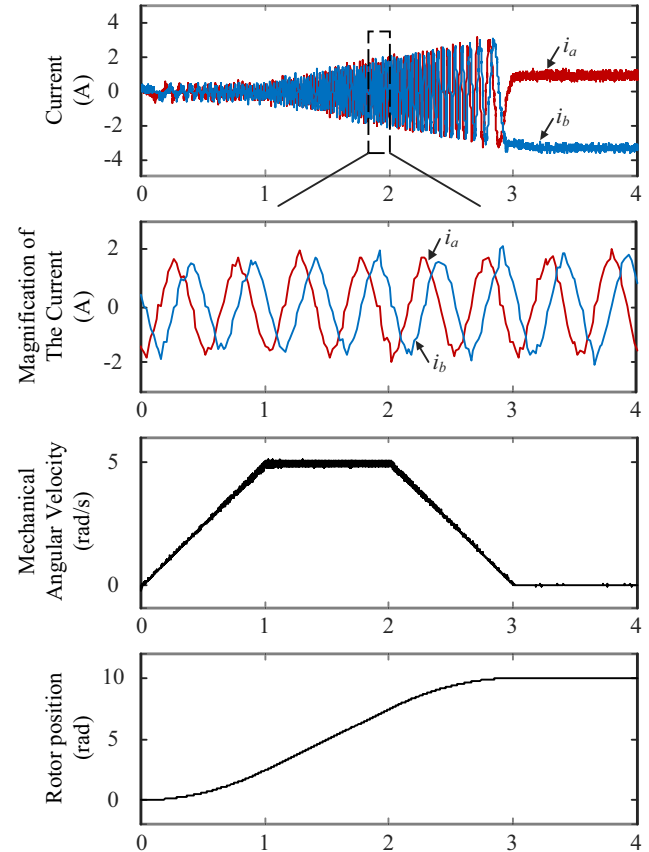 Current
(A)
4
2
0
-2
-4
i_a
i_b
0 1 2 3 4
Magnification of
The Current
(A)
2
0
-2
i_a
i_b
0 1 2 3 4
Mechanical
Angular Velocity
(rad/s)
5
0
0 1 2 3 4
Rotor position
(rad)
10
5
0
0 1 2 3 4